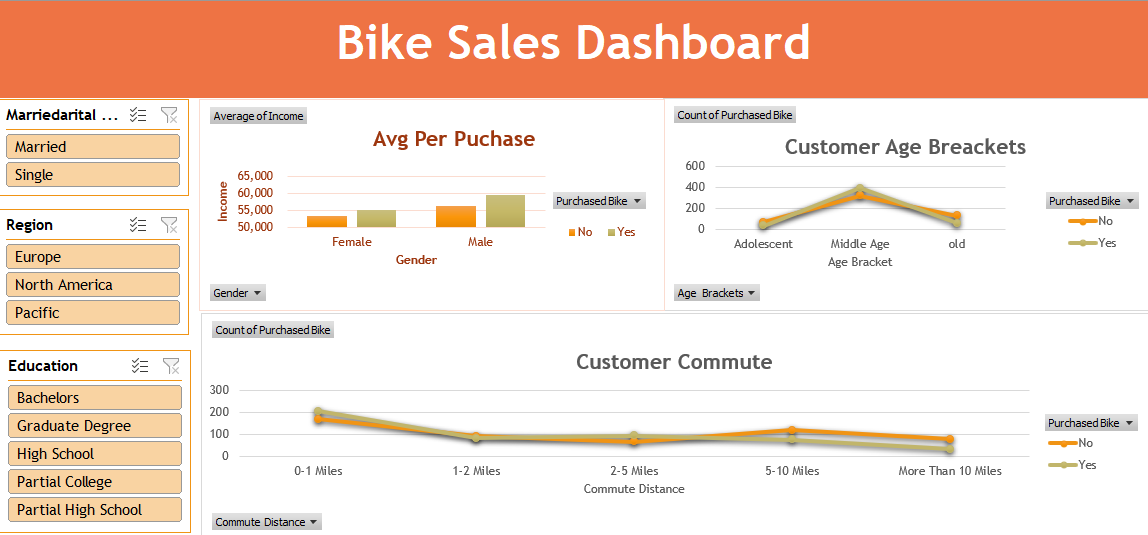 Bike Sales Dashboard
Marriedarital ...
Married
Single
Region
Europe
North America
Pacific
Education
Bachelors
Graduate Degree
High School
Partial College
Partial High School
Average of Income
Avg Per Puchase
65,000
60,000
55,000
50,000
Income
Female
Male
Gender
Purchased Bike
No
Yes
Gender
Count of Purchased Bike
Customer Age Breackets
600
400
200
0
Adolescent
Middle Age
old
Age Bracket
Purchased Bike
No
Yes
Age Brackets
Count of Purchased Bike
Customer Commute
300
200
100
0
0-1 Miles
1-2 Miles
2-5 Miles
5-10 Miles
More Than 10 Miles
Commute Distance
Purchased Bike
No
Yes
Commute Distance